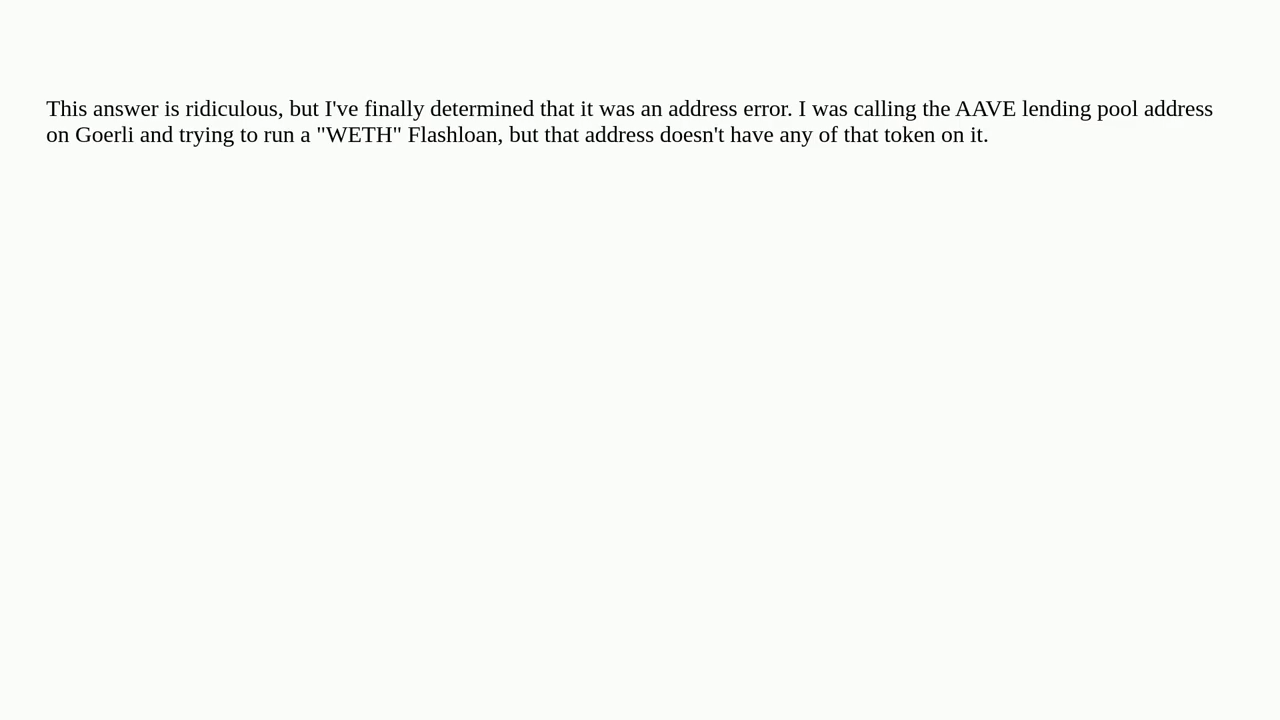 This answer is ridiculous, but I've finally determined that it was an address error. I was calling the AAVE lending pool address
on Goerli and trying to run a "WETH" Flashloan, but that address doesn't have any of that token on it.